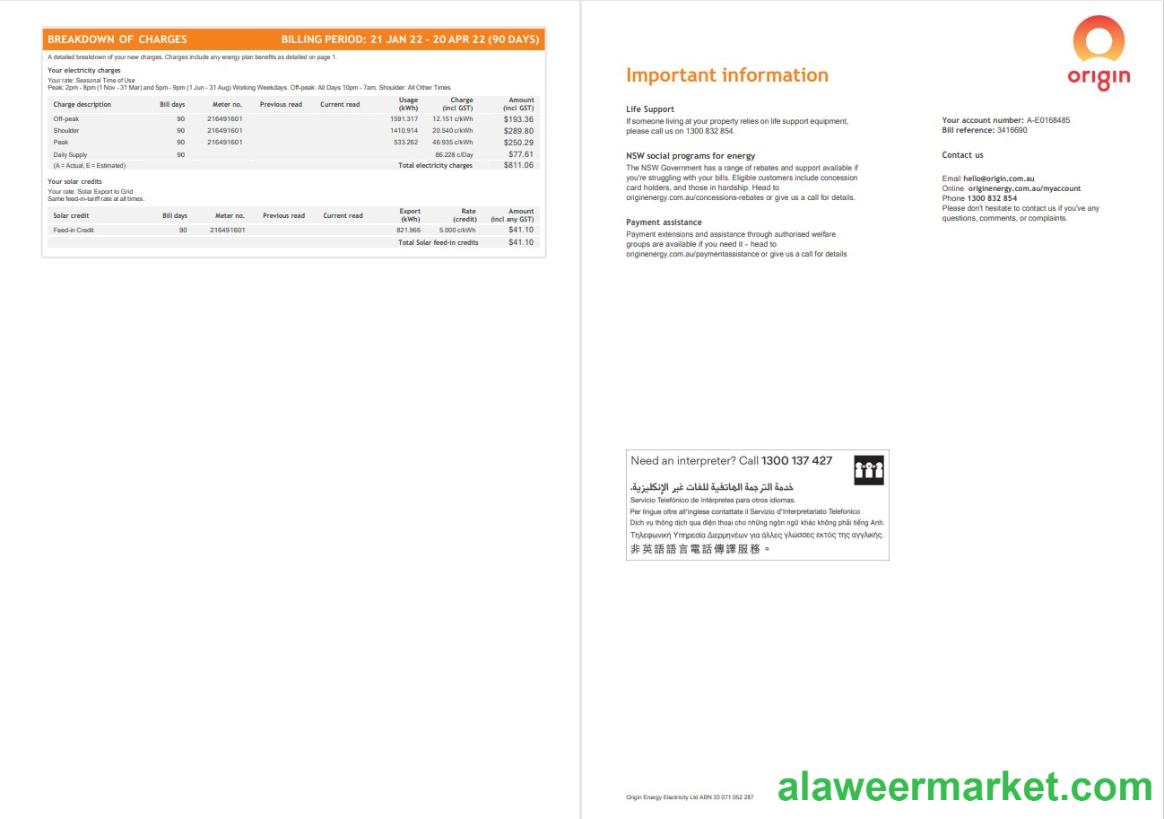 BREAKDOWN OF CHARGES BILLING PERIOD: 21 JAN 22 - 20 APR 22 (90 DAYS)
A detailed breakdown of your new charges. Charges include any energy plan benefits as detailed on page 1.
Your electricity charges
Your rate: Seasonal Time of Use
Peak: 2pm - 8pm (1 Nov - 31 Mar) and 5pm - 9pm (1 Jun - 31 Aug) Working Weekdays. Off-peak: All Days 10pm - 7am. Shoulder: All Other Times
Charge description Bill days Meter no. Previous read Current read Usage (kWh) Charge (incl GST) Amount (incl GST)
Off-peak 90 216491601 1591.317 12.151 c/kWh $193.36
Shoulder 90 216491601 1410.914 20.540 c/kWh $289.80
Peak 90 216491601 533.262 46.935 c/kWh $250.29
Daily Supply 90 86.228 c/Day $77.61
(A = Actual, E = Estimated) Total electricity charges $811.06
Your solar credits
Your rate: Solar Export to Grid
Same feed-in-tariff rate at all times.
Solar credit Bill days Meter no. Previous read Current read Export (kWh) Rate (credit) Amount (incl any GST)
Feed-in Credit 90 216491601 821.966 5.000 c/kWh $41.10
Total Solar feed-in credits $41.10
origin
Important information
Life Support
If someone living at your property relies on life support equipment,
please call us on 1300 832 854.
NSW social programs for energy
The NSW Government has a range of rebates and support available if
you're struggling with your bills. Eligible customers include concession
card holders, and those in hardship. Head to
originenergy.com.au/concessions-rebates or give us a call for details.
Payment assistance
Payment extensions and assistance through authorised welfare
groups are available if you need it - head to
originenergy.com.au/paymentassistance or give us a call for details
Your account number: A-E0168485
Bill reference: 3416690
Contact us
Email hello@origin.com.au
Online originenergy.com.au/myaccount
Phone 1300 832 854
Please don't hesitate to contact us if you've any
questions, comments, or complaints.
Need an interpreter? Call 1300 137 427
خدمة الترجمة الهاتفية للغات غير الإنكليزية.
Servicio Telefónico de Intérpretes para otros idiomas.
Per lingue oltre all'inglese contattate il Servizio d'Interpretariato Telefonico
Dịch vụ thông dịch qua điện thoại cho những ngôn ngữ khác không phải tiếng Anh.
Τηλεφωνική Υπηρεσία Διερμηνέων για άλλες γλώσσες εκτός της αγγλικής.
非英語語言電話傳譯服務。
Origin Energy Electricity Ltd ABN 33 071 052 287
alaweermarket.com